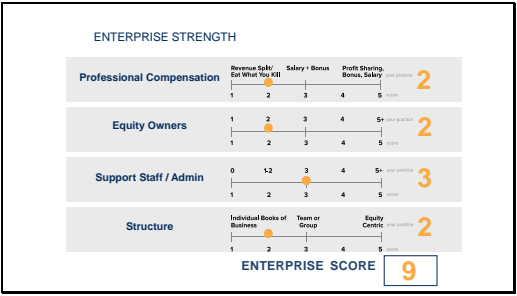 ENTERPRISE STRENGTH
Revenue Split/ Eat What You Kill Salary + Bonus Profit Sharing, Bonus, Salary
Professional Compensation your practice 2
1 2 3 4 5 score
1 2 3 4 5+ your practice
Equity Owners 2
1 2 3 4 5 score
0 1-2 3 4 5+ your practice
Support Staff / Admin 3
1 2 3 4 5 score
Individual Books of Business Team or Group Equity Centric your practice
Structure 2
1 2 3 4 5 score
ENTERPRISE SCORE 9